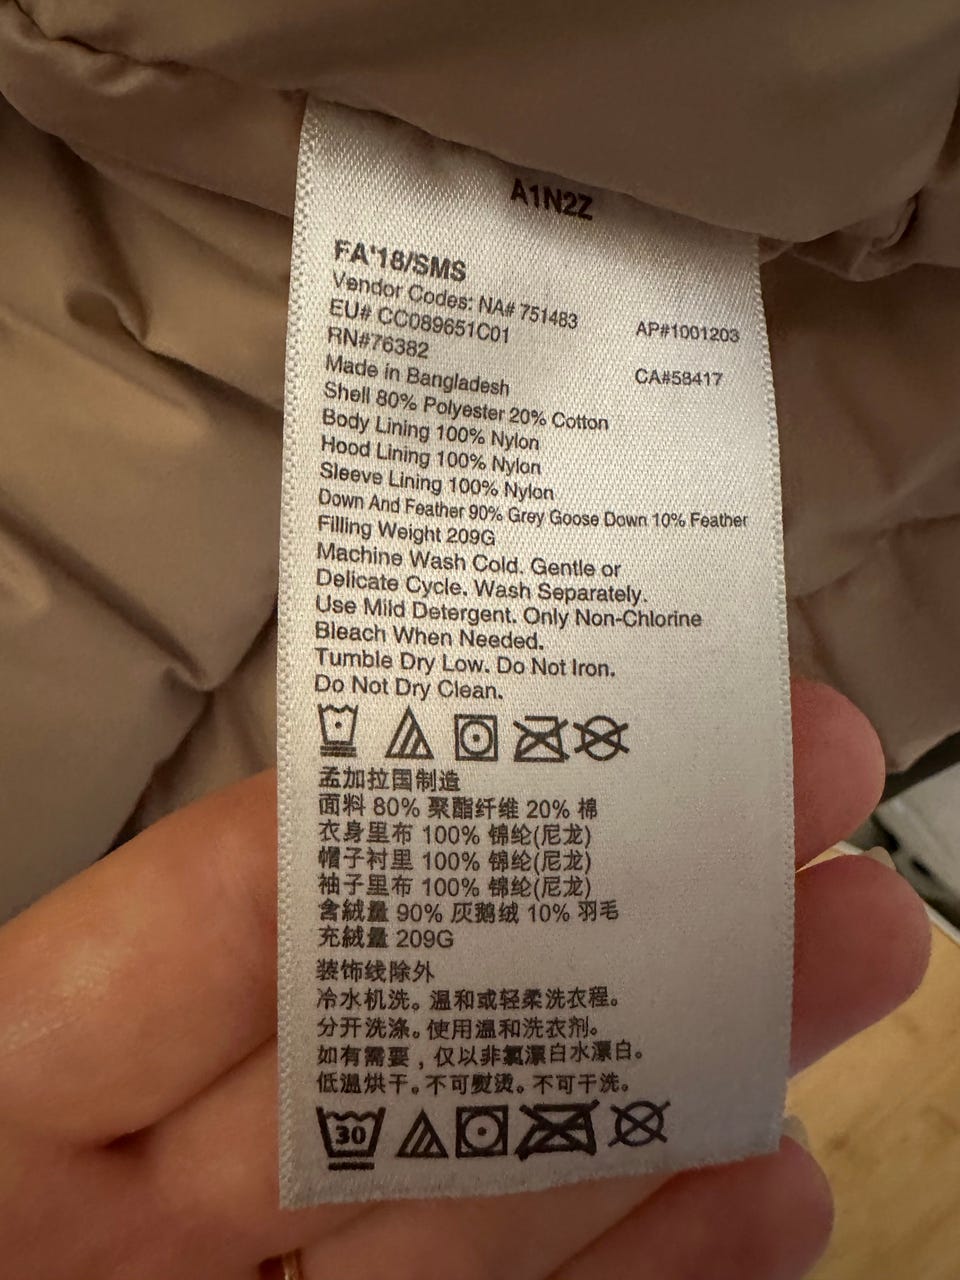 A1N2Z
FA'18/SMS
Vendor Codes: NA# 751483 AP#1001203
EU# CC089651C01
RN#76382 CA#58417
Made in Bangladesh
Shell 80% Polyester 20% Cotton
Body Lining 100% Nylon
Hood Lining 100% Nylon
Sleeve Lining 100% Nylon
Down And Feather 90% Grey Goose Down 10% Feather
Filling Weight 209G
Machine Wash Cold. Gentle or
Delicate Cycle. Wash Separately.
Use Mild Detergent. Only Non-Chlorine
Bleach When Needed.
Tumble Dry Low. Do Not Iron.
Do Not Dry Clean.
孟加拉国制造
面料 80% 聚酯纤维 20% 棉
衣身里布 100% 锦纶(尼龙)
帽子衬里 100% 锦纶(尼龙)
袖子里布 100% 锦纶(尼龙)
含絨量 90% 灰鹅绒 10% 羽毛
充絨量 209G
装饰线除外
冷水机洗。温和或轻柔洗衣程。
分开洗涤。使用温和洗衣剂。
如有需要，仅以非氯漂白水漂白。
低温烘干。不可熨烫。不可干洗。
30